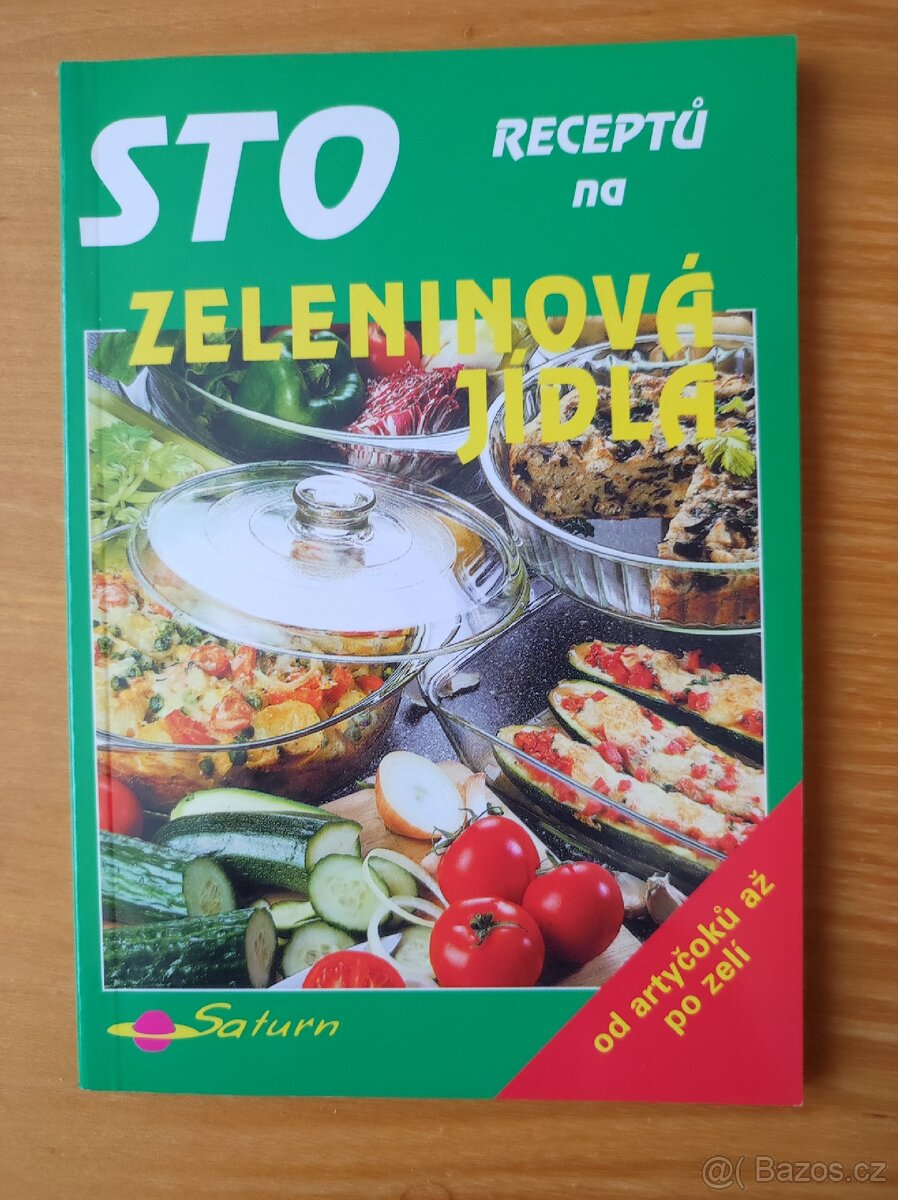 STO
RECEPTŮ
na
ZELENINOVÁ
JÍDLA
od artyčoků až
po zelí
Saturn
@( Bazos.cz